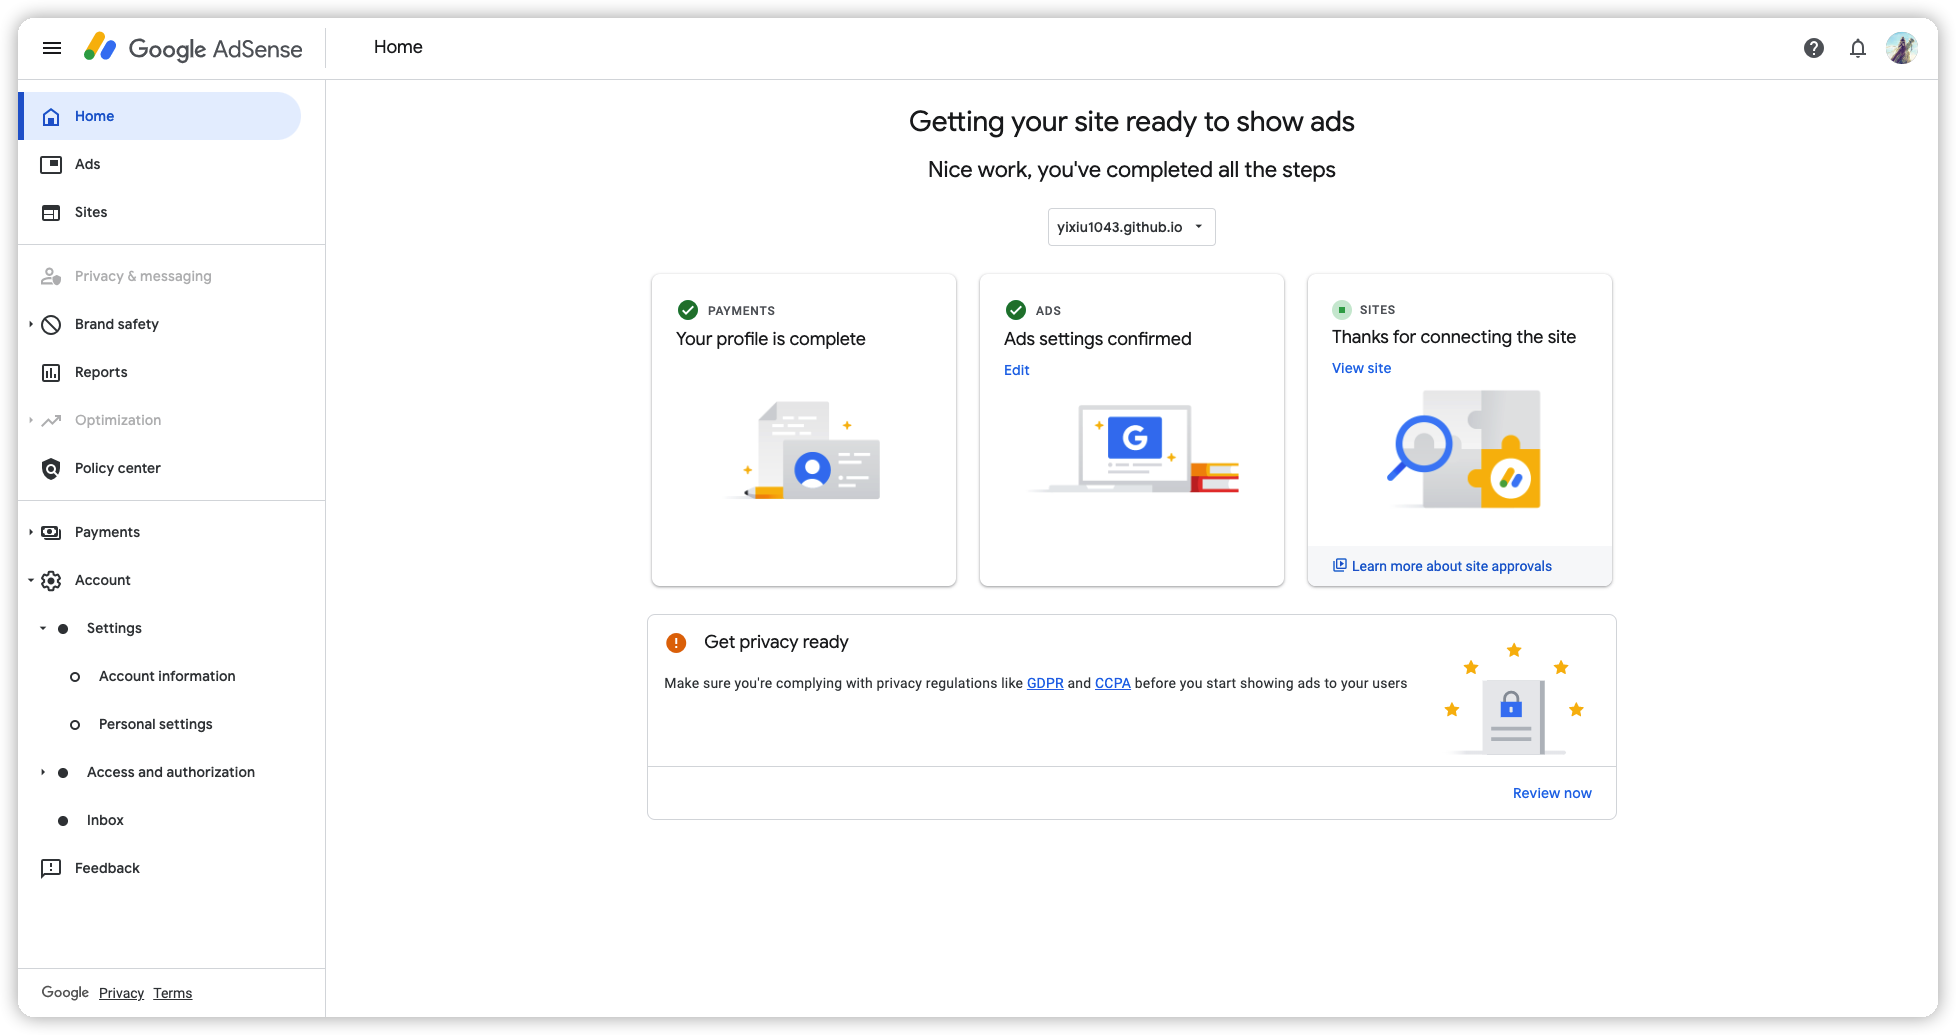 Google AdSense
Home
Home
Ads
Sites
Privacy & messaging
Brand safety
Reports
Optimization
Policy center
Payments
Account
Settings
Account information
Personal settings
Access and authorization
Inbox
Feedback
Google Privacy Terms
Getting your site ready to show ads
Nice work, you've completed all the steps
yixiu1043.github.io
PAYMENTS
Your profile is complete
ADS
Ads settings confirmed
Edit
G
SITES
Thanks for connecting the site
View site
Learn more about site approvals
Get privacy ready
Make sure you're complying with privacy regulations like GDPR and CCPA before you start showing ads to your users
Review now